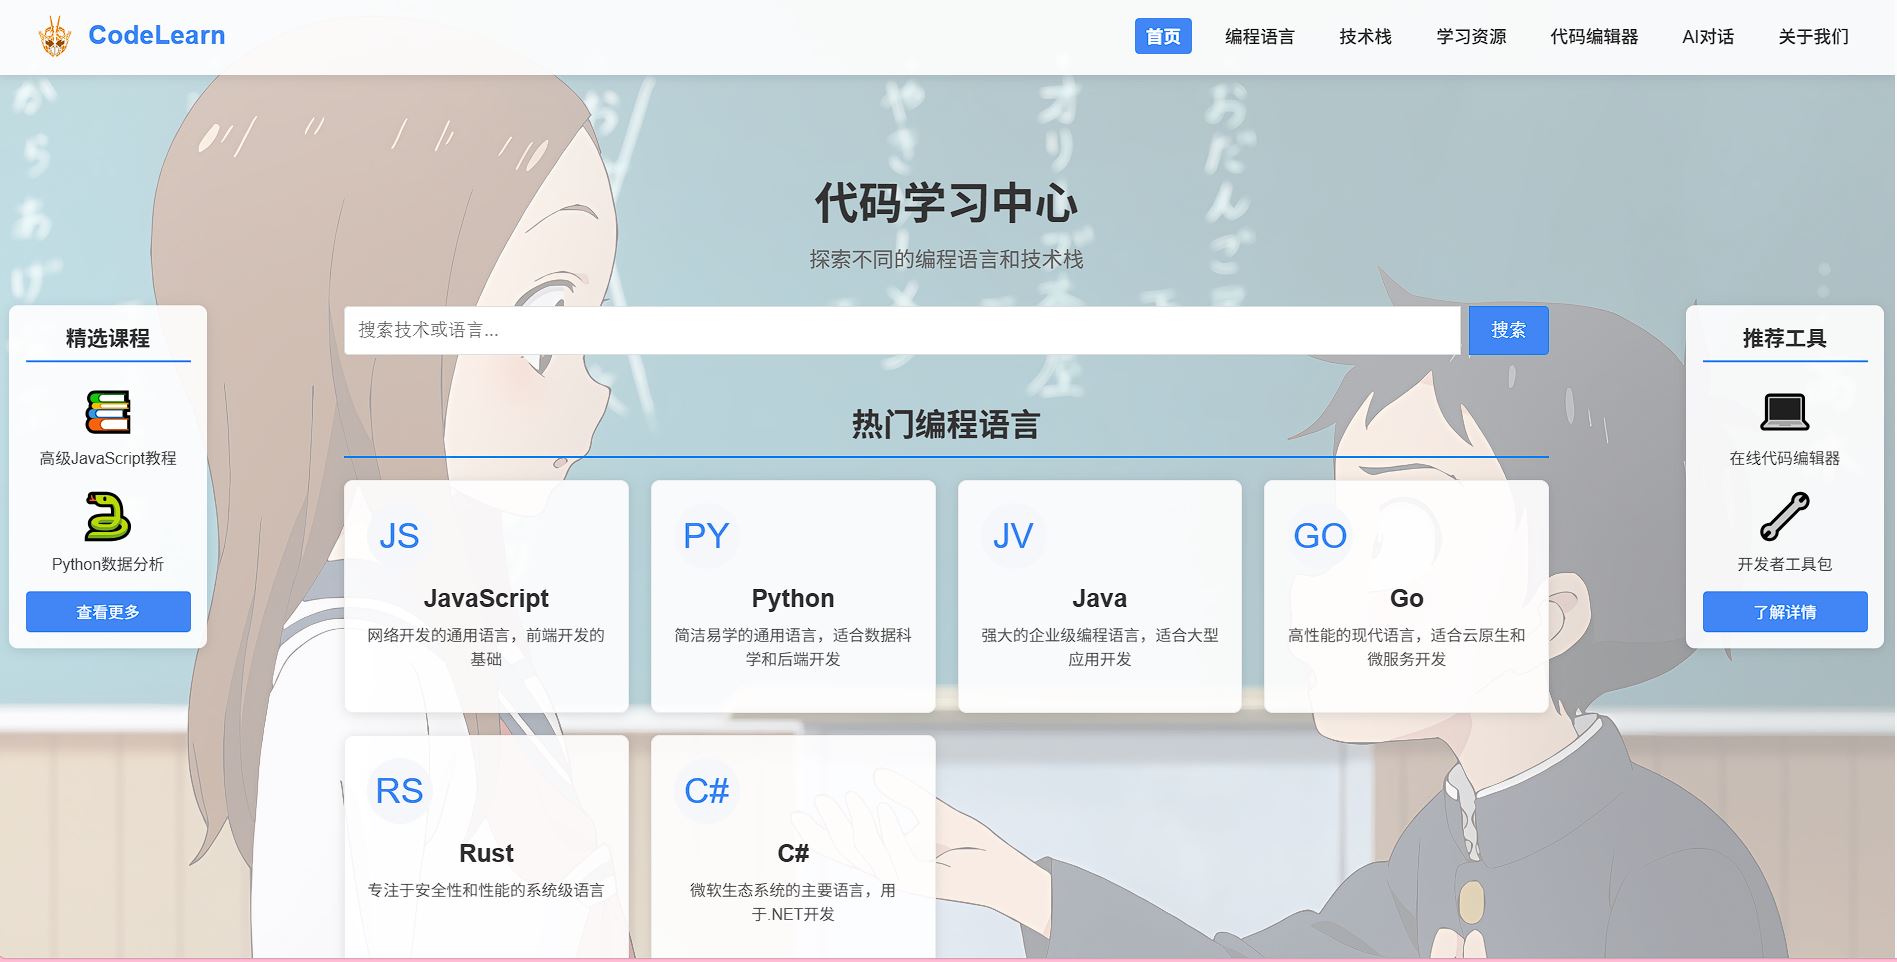 CodeLearn
首页 编程语言 技术栈 学习资源 代码编辑器 AI对话 关于我们
代码学习中心
探索不同的编程语言和技术栈
搜索技术或语言... 搜索
精选课程
高级JavaScript教程
Python数据分析
查看更多
热门编程语言
JS
JavaScript
网络开发的通用语言，前端开发的
基础
PY
Python
简洁易学的通用语言，适合数据科
学和后端开发
JV
Java
强大的企业级编程语言，适合大型
应用开发
GO
Go
高性能的现代语言，适合云原生和
微服务开发
RS
Rust
专注于安全性和性能的系统级语言
C#
C#
微软生态系统的主要语言，用
于.NET开发
推荐工具
在线代码编辑器
开发者工具包
了解详情
からあげ
おだんご